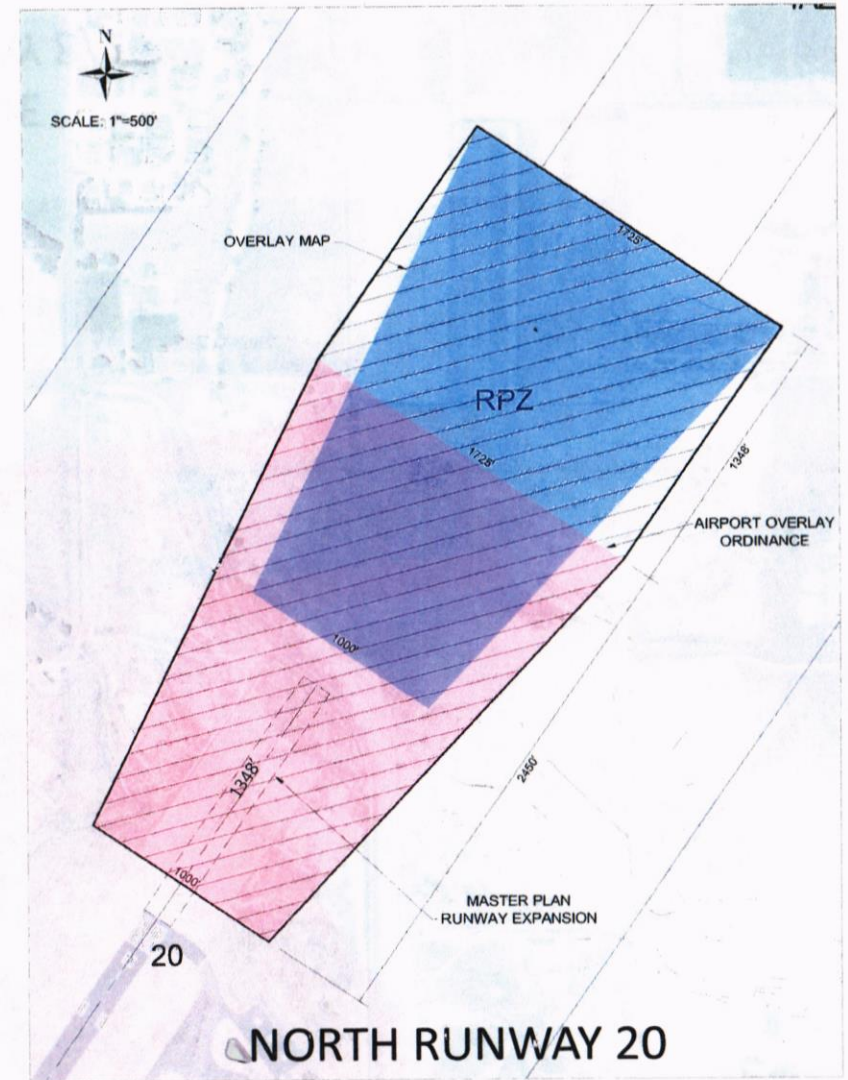 N
SCALE: 1"=500'
OVERLAY MAP
1725'
RPZ
1725'
1348'
AIRPORT OVERLAY
ORDINANCE
1000'
1348'
2450'
1000'
MASTER PLAN
RUNWAY EXPANSION
20
NORTH RUNWAY 20